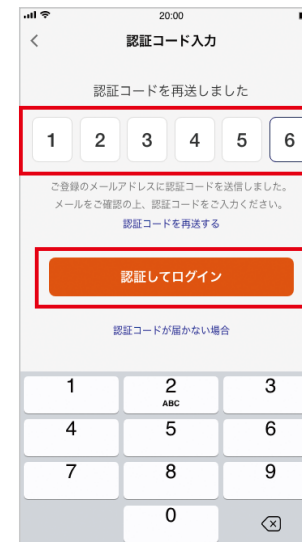 20:00
認証コード入力
認証コードを再送しました
1 2 3 4 5 6
ご登録のメールアドレスに認証コードを送信しました。
メールをご確認の上、認証コードをご入力ください。
認証コードを再送する
認証してログイン
認証コードが届かない場合
1 2 3
ABC
4 5 6
7 8 9
0